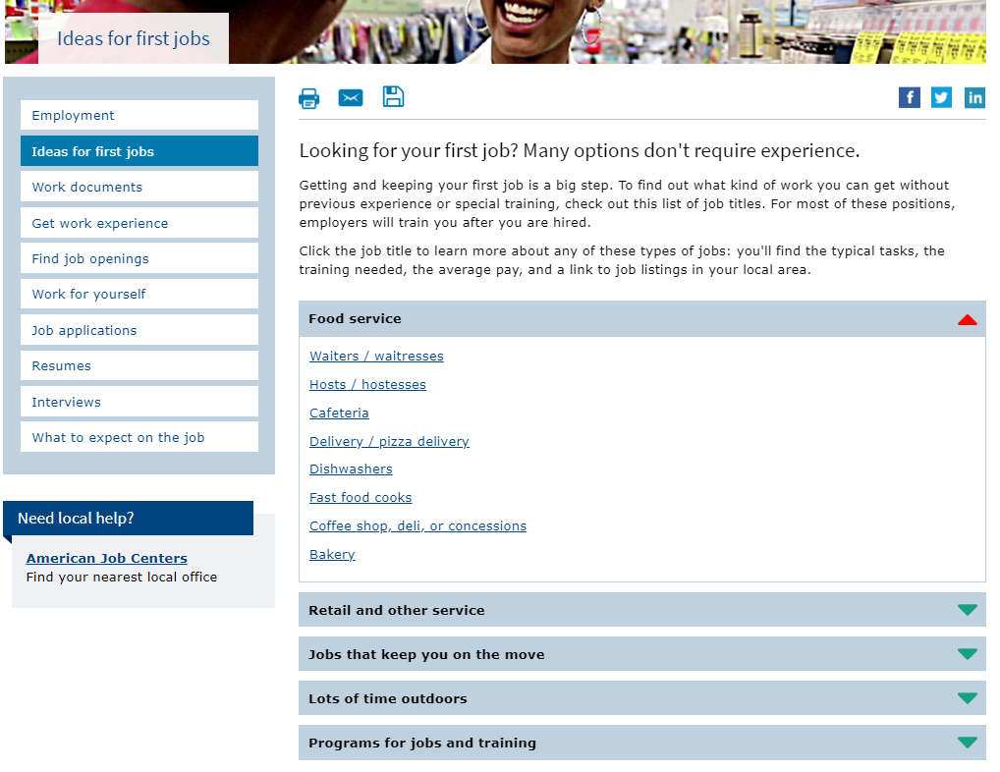 Ideas for first jobs
Employment
Ideas for first jobs
Work documents
Get work experience
Find job openings
Work for yourself
Job applications
Resumes
Interviews
What to expect on the job
Need local help?
American Job Centers
Find your nearest local office
Looking for your first job? Many options don't require experience.
Getting and keeping your first job is a big step. To find out what kind of work you can get without
previous experience or special training, check out this list of job titles. For most of these positions,
employers will train you after you are hired.
Click the job title to learn more about any of these types of jobs: you'll find the typical tasks, the
training needed, the average pay, and a link to job listings in your local area.
Food service
Waiters / waitresses
Hosts / hostesses
Cafeteria
Delivery / pizza delivery
Dishwashers
Fast food cooks
Coffee shop, deli, or concessions
Bakery
Retail and other service
Jobs that keep you on the move
Lots of time outdoors
Programs for jobs and training